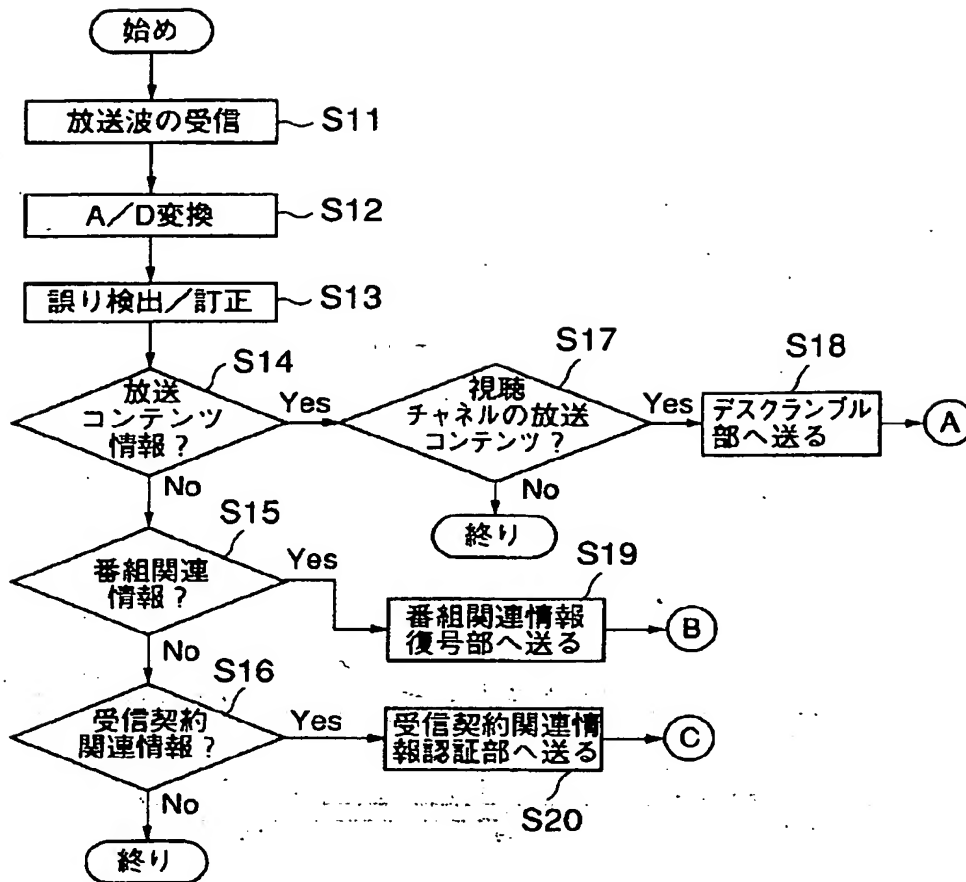 始め
放送波の受信
S11
A/D変換
S12
誤り検出/訂正
S13
放送
コンテンツ
情報?
S14
Yes
No
視聴
チャネルの放送
コンテンツ?
S17
Yes
No
終り
デスクランブル
部へ送る
S18
A
番組関連
情報?
S15
Yes
No
番組関連情報
復号部へ送る
S19
B
受信契約
関連情報?
S16
Yes
No
受信契約関連情
報認証部へ送る
S20
C
終り